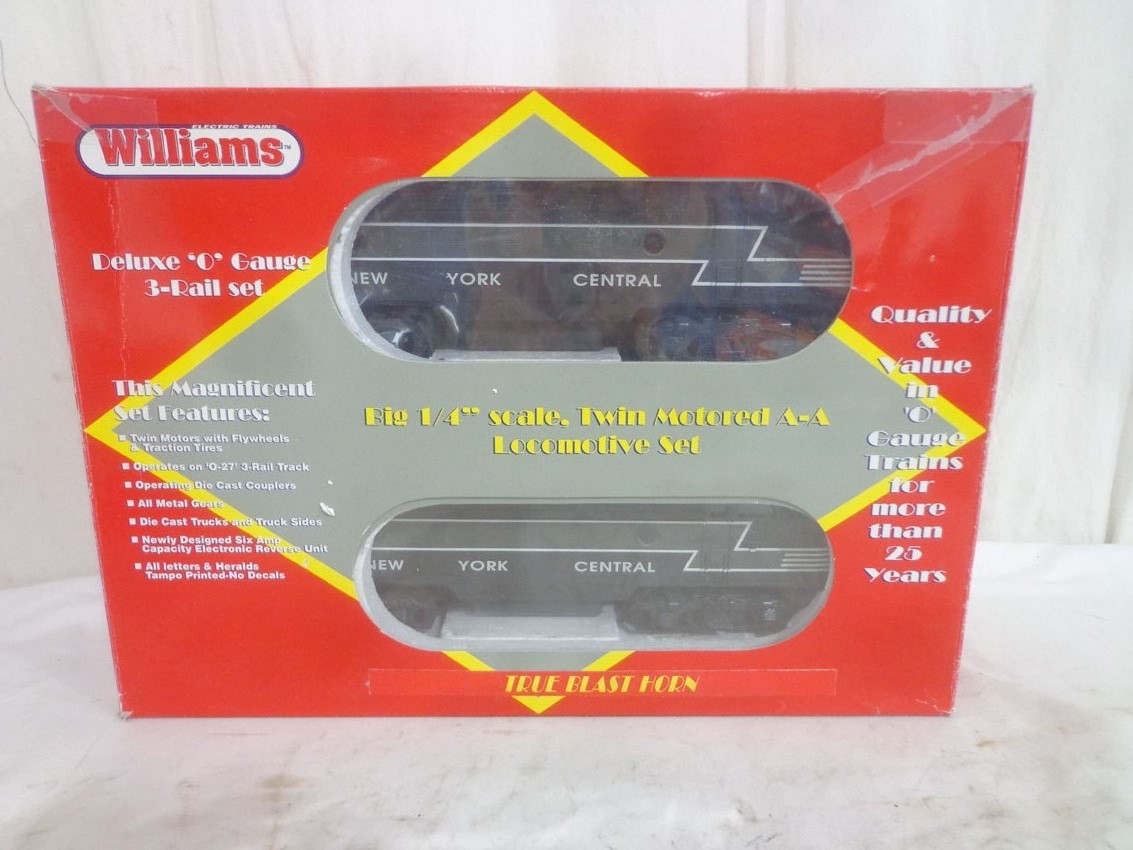 ELECTRIC TRAINS
Williams™
Deluxe 'O' Gauge
3-Rail set
This Magnificent
Set Features:
■ Twin Motors with Flywheels
& Traction Tires
■ Operates on 'O-27' 3-Rail Track
■ Operating Die Cast Couplers
■ All Metal Gears
■ Die Cast Trucks and Truck Sides
■ Newly Designed Six Amp
Capacity Electronic Reverse Unit
■ All letters & Heralds
Tampo Printed-No Decals
NEW YORK CENTRAL
Big 1/4" scale, Twin Motored A-A
Locomotive Set
NEW YORK CENTRAL
TRUE BLAST HORN
Quality
&
Value
in
'O'
Gauge
Trains
for
more
than
25
Years